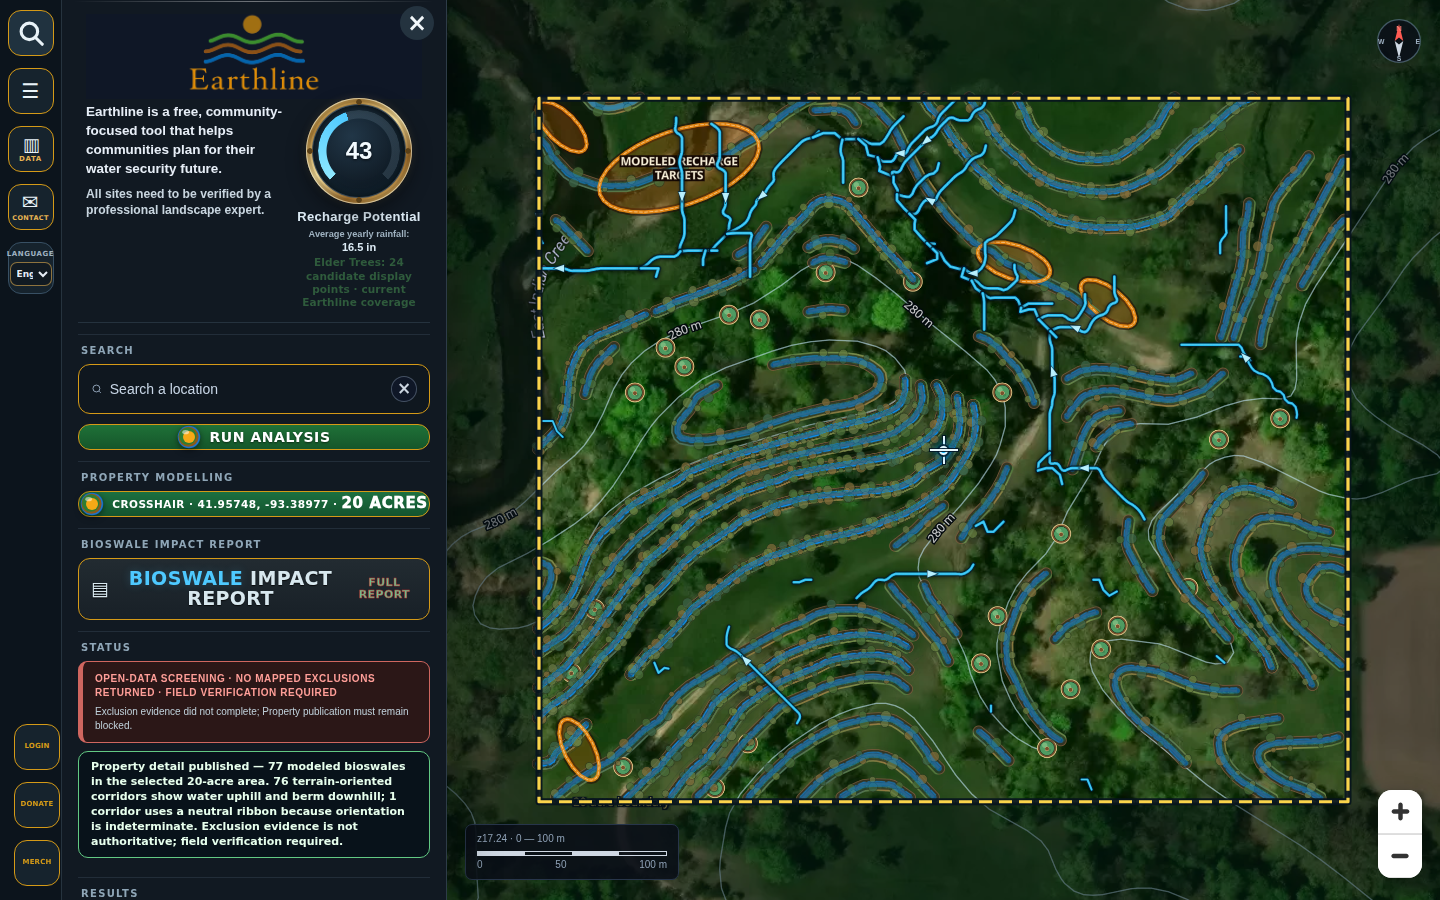 DATA
CONTACT
LANGUAGE
Eng
LOGIN
DONATE
MERCH
Earthline
Earthline is a free, community-
focused tool that helps
communities plan for their
water security future.
All sites need to be verified by a
professional landscape expert.
43
Recharge Potential
Average yearly rainfall:
16.5 in
Elder Trees: 24
candidate display
points · current
Earthline coverage
SEARCH
Search a location
RUN ANALYSIS
PROPERTY MODELLING
CROSSHAIR · 41.95748, -93.38977 · 20 ACRES
BIOSWALE IMPACT REPORT
BIOSWALE IMPACT
REPORT
FULL
REPORT
STATUS
OPEN-DATA SCREENING · NO MAPPED EXCLUSIONS
RETURNED · FIELD VERIFICATION REQUIRED
Exclusion evidence did not complete; Property publication must remain
blocked.
Property detail published — 77 modeled bioswales
in the selected 20-acre area. 76 terrain-oriented
corridors show water uphill and berm downhill; 1
corridor uses a neutral ribbon because orientation
is indeterminate. Exclusion evidence is not
authoritative; field verification required.
RESULTS
MODELED RECHARGE
TARGETS
280 m
280 m
280 m
280 m
280 m
N
W
E
S
z17.24 · 0 — 100 m
0
50
100 m